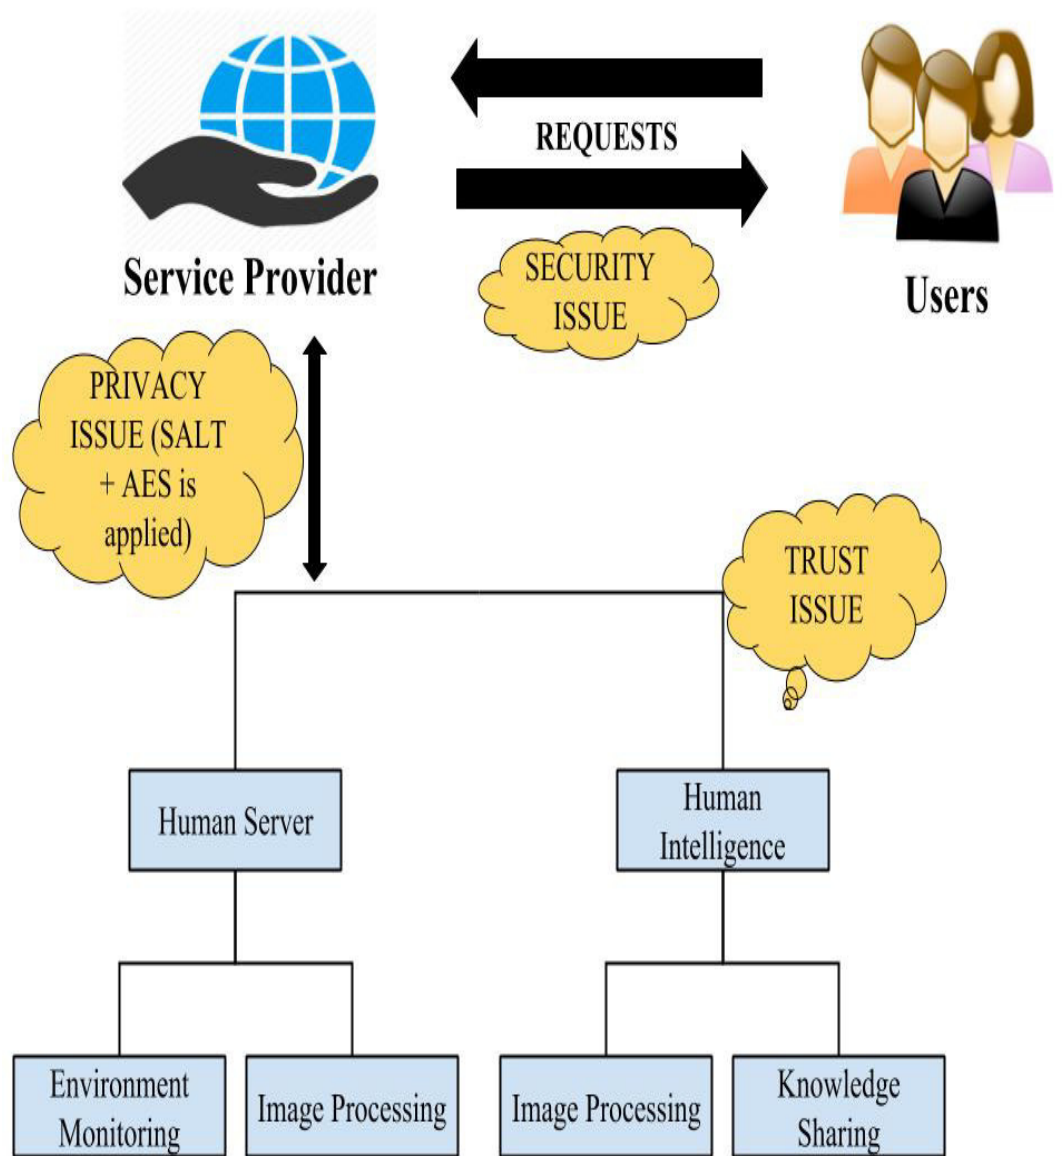 REQUESTS
Service Provider
SECURITY
ISSUE
Users
PRIVACY
ISSUE (SALT
+ AES is
applied)
TRUST
ISSUE
Human Server
Human
Intelligence
Environment
Monitoring
Image Processing
Image Processing
Knowledge
Sharing